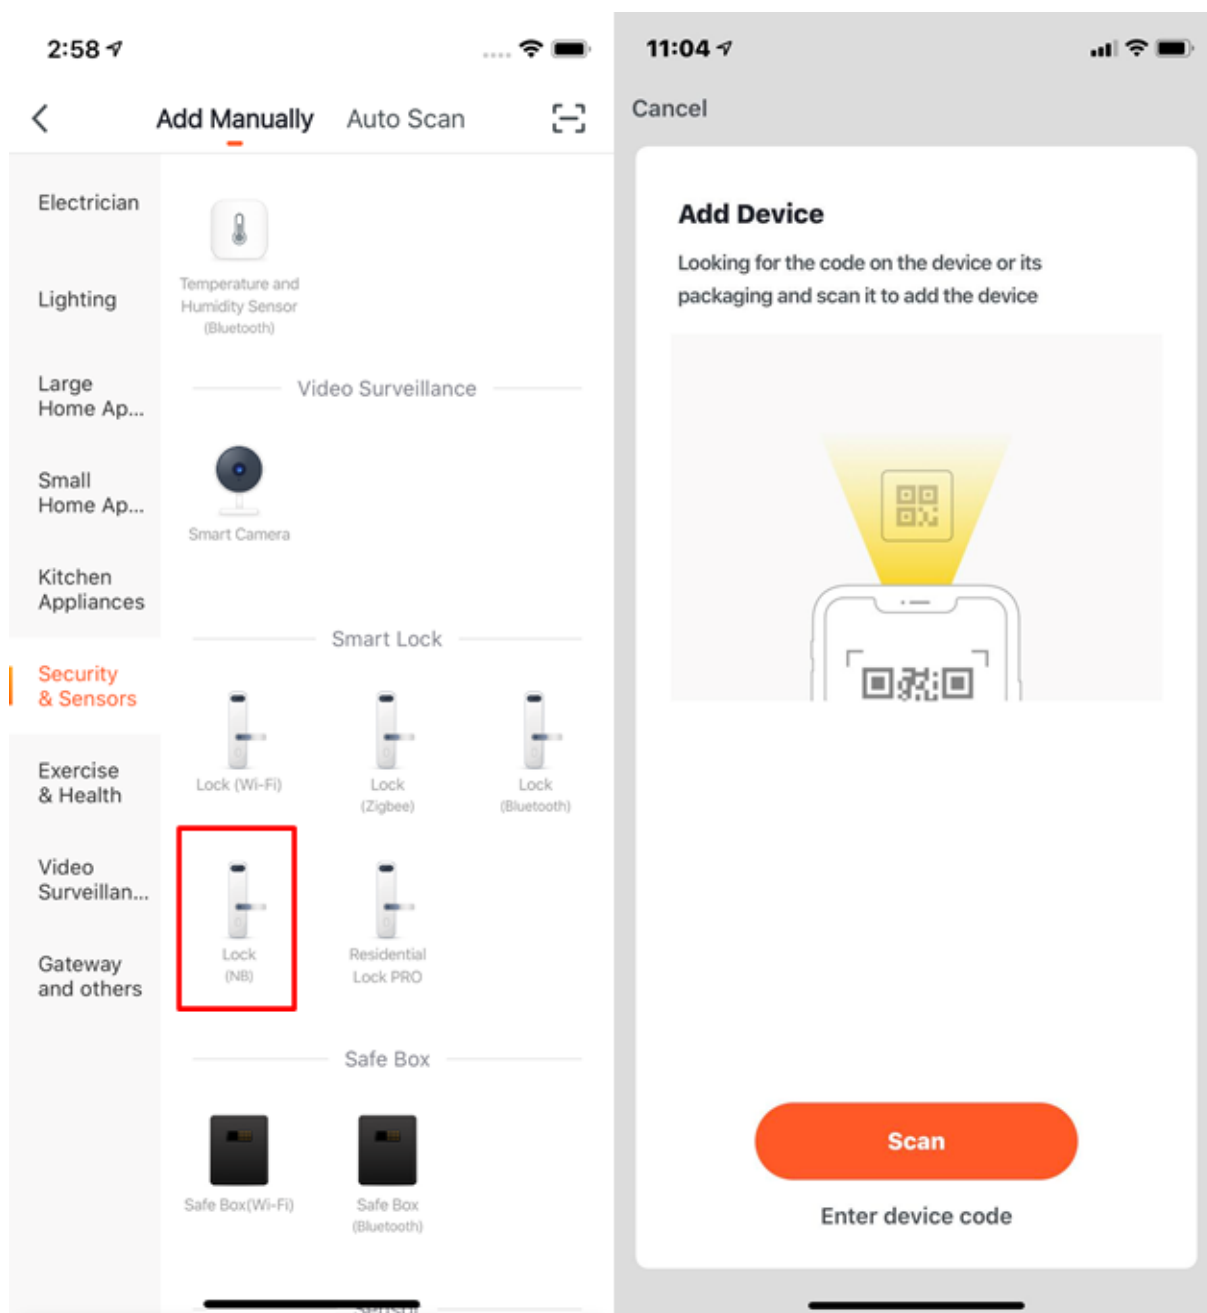 2:58
Add Manually Auto Scan
Electrician
Lighting
Large
Home Ap...
Small
Home Ap...
Kitchen
Appliances
Security
& Sensors
Exercise
& Health
Video
Surveillan...
Gateway
and others
Temperature and
Humidity Sensor
(Bluetooth)
Video Surveillance
Smart Camera
Smart Lock
Lock (Wi-Fi)
Lock
(Zigbee)
Lock
(Bluetooth)
Lock
(NB)
Residential
Lock PRO
Safe Box
Safe Box(Wi-Fi)
Safe Box
(Bluetooth)
Sensor
11:04
Cancel
Add Device
Looking for the code on the device or its
packaging and scan it to add the device
Scan
Enter device code